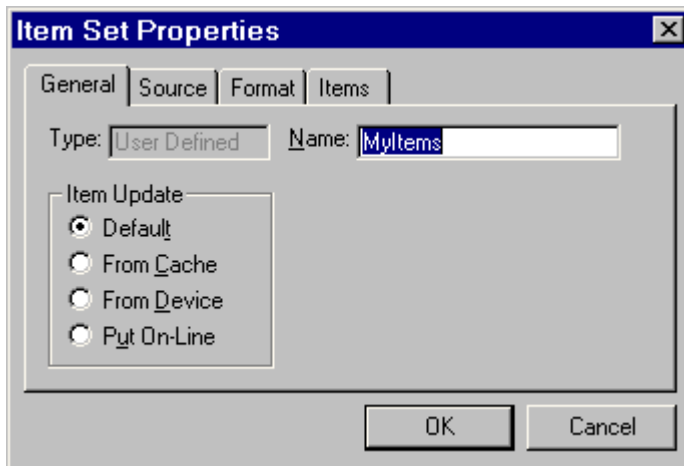 Item Set Properties
General Source Format Items
Type: User Defined Name: MyItems
Item Update
Default
From Cache
From Device
Put On-Line
OK Cancel